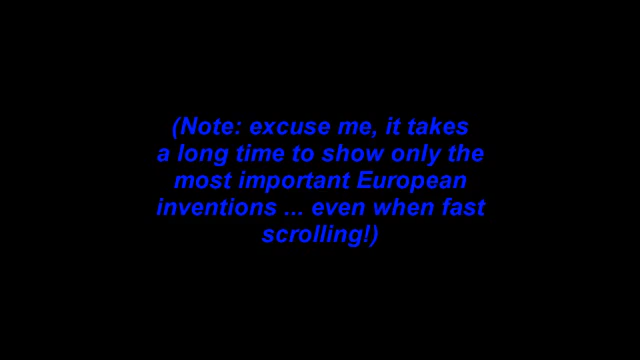 (Note: excuse me, it takes
a long time to show only the
most important European
inventions ... even when fast
scrolling!)